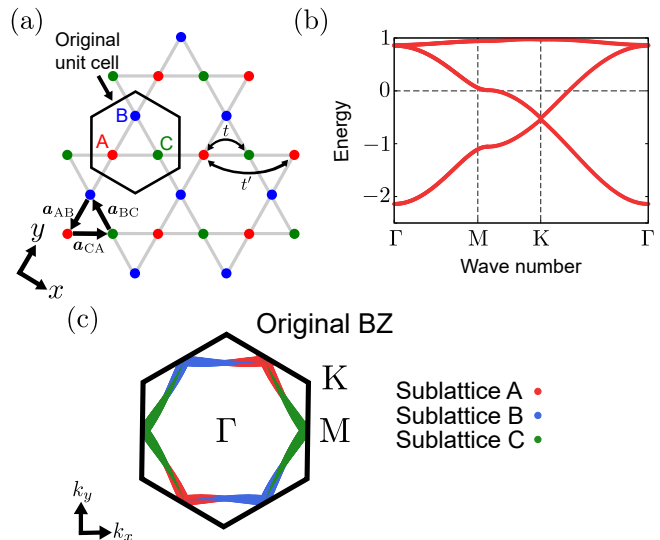 (a)
Original
unit cell
B
A
C
t
t′
a_AB
a_BC
a_CA
y
x
(b)
1
0
−1
−2
Energy
Γ
M
K
Γ
Wave number
(c)
Original BZ
K
Γ
M
k_y
k_x
Sublattice A
Sublattice B
Sublattice C